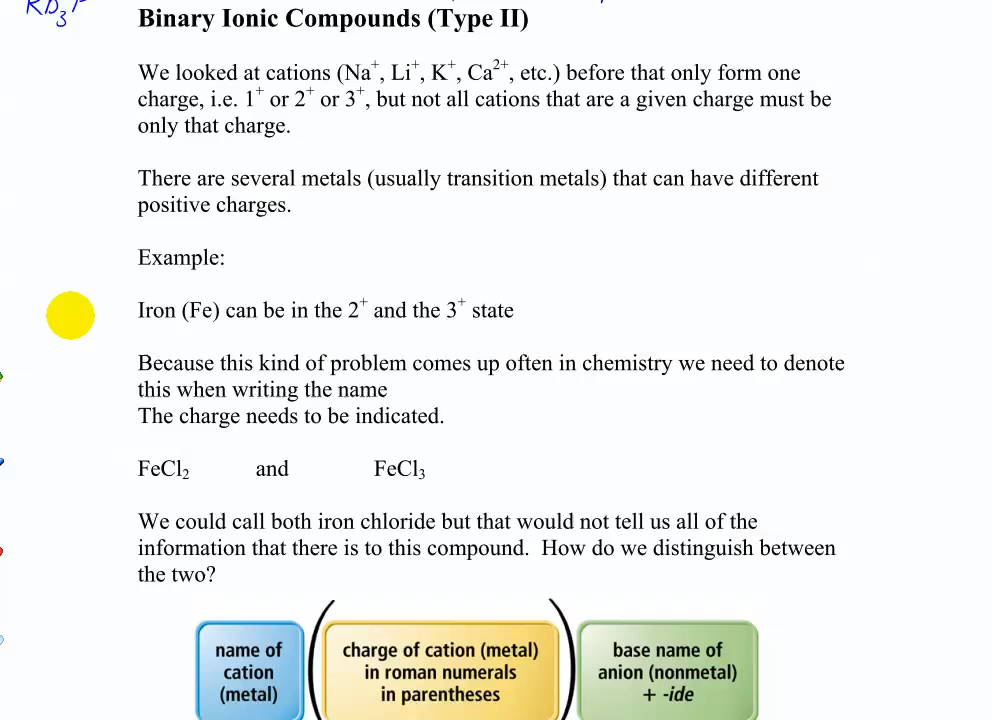 Rb₃P
Binary Ionic Compounds (Type II)
We looked at cations (Na⁺, Li⁺, K⁺, Ca²⁺, etc.) before that only form one
charge, i.e. 1⁺ or 2⁺ or 3⁺, but not all cations that are a given charge must be
only that charge.
There are several metals (usually transition metals) that can have different
positive charges.
Example:
Iron (Fe) can be in the 2⁺ and the 3⁺ state
Because this kind of problem comes up often in chemistry we need to denote
this when writing the name
The charge needs to be indicated.
FeCl₂ and FeCl₃
We could call both iron chloride but that would not tell us all of the
information that there is to this compound. How do we distinguish between
the two?
name of cation (metal) ( charge of cation (metal) in roman numerals in parentheses ) base name of anion (nonmetal) + -ide